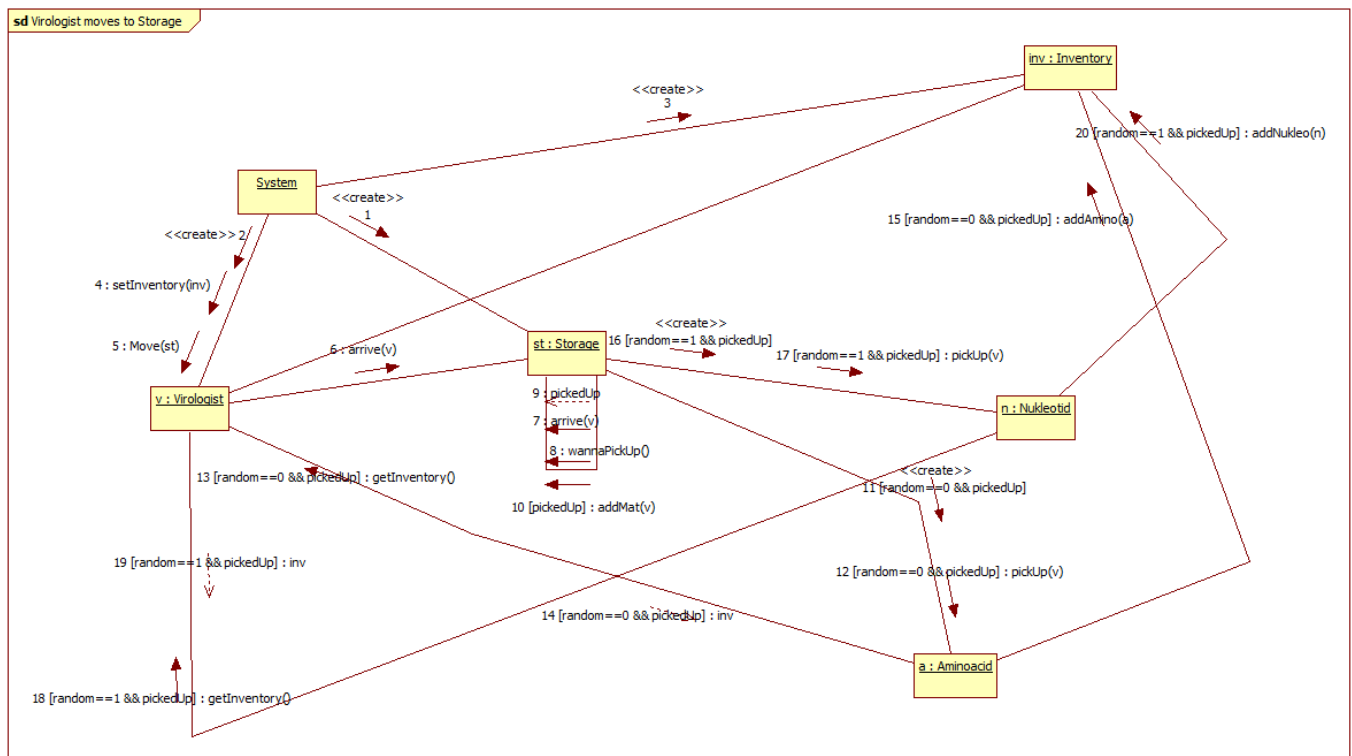 sd Virologist moves to Storage
inv : Inventory
<<create>>
3
20 [random==1 && pickedUp] : addNukleo(n)
System
<<create>>
1
15 [random==0 && pickedUp] : addAmino(a)
<<create>> 2
4 : setInventory(inv)
<<create>>
5 : Move(st)
6 : arrive(v)
st : Storage
16 [random==1 && pickedUp]
17 [random==1 && pickedUp] : pickUp(v)
9 : pickedUp
v : Virologist
n : Nukleotid
7 : arrive(v)
8 : wannaPickUp()
13 [random==0 && pickedUp] : getInventory()
<<create>>
11 [random==0 && pickedUp]
10 [pickedUp] : addMat(v)
19 [random==1 && pickedUp] : inv
12 [random==0 && pickedUp] : pickUp(v)
14 [random==0 && pickedUp] : inv
a : Aminoacid
18 [random==1 && pickedUp] : getInventory()